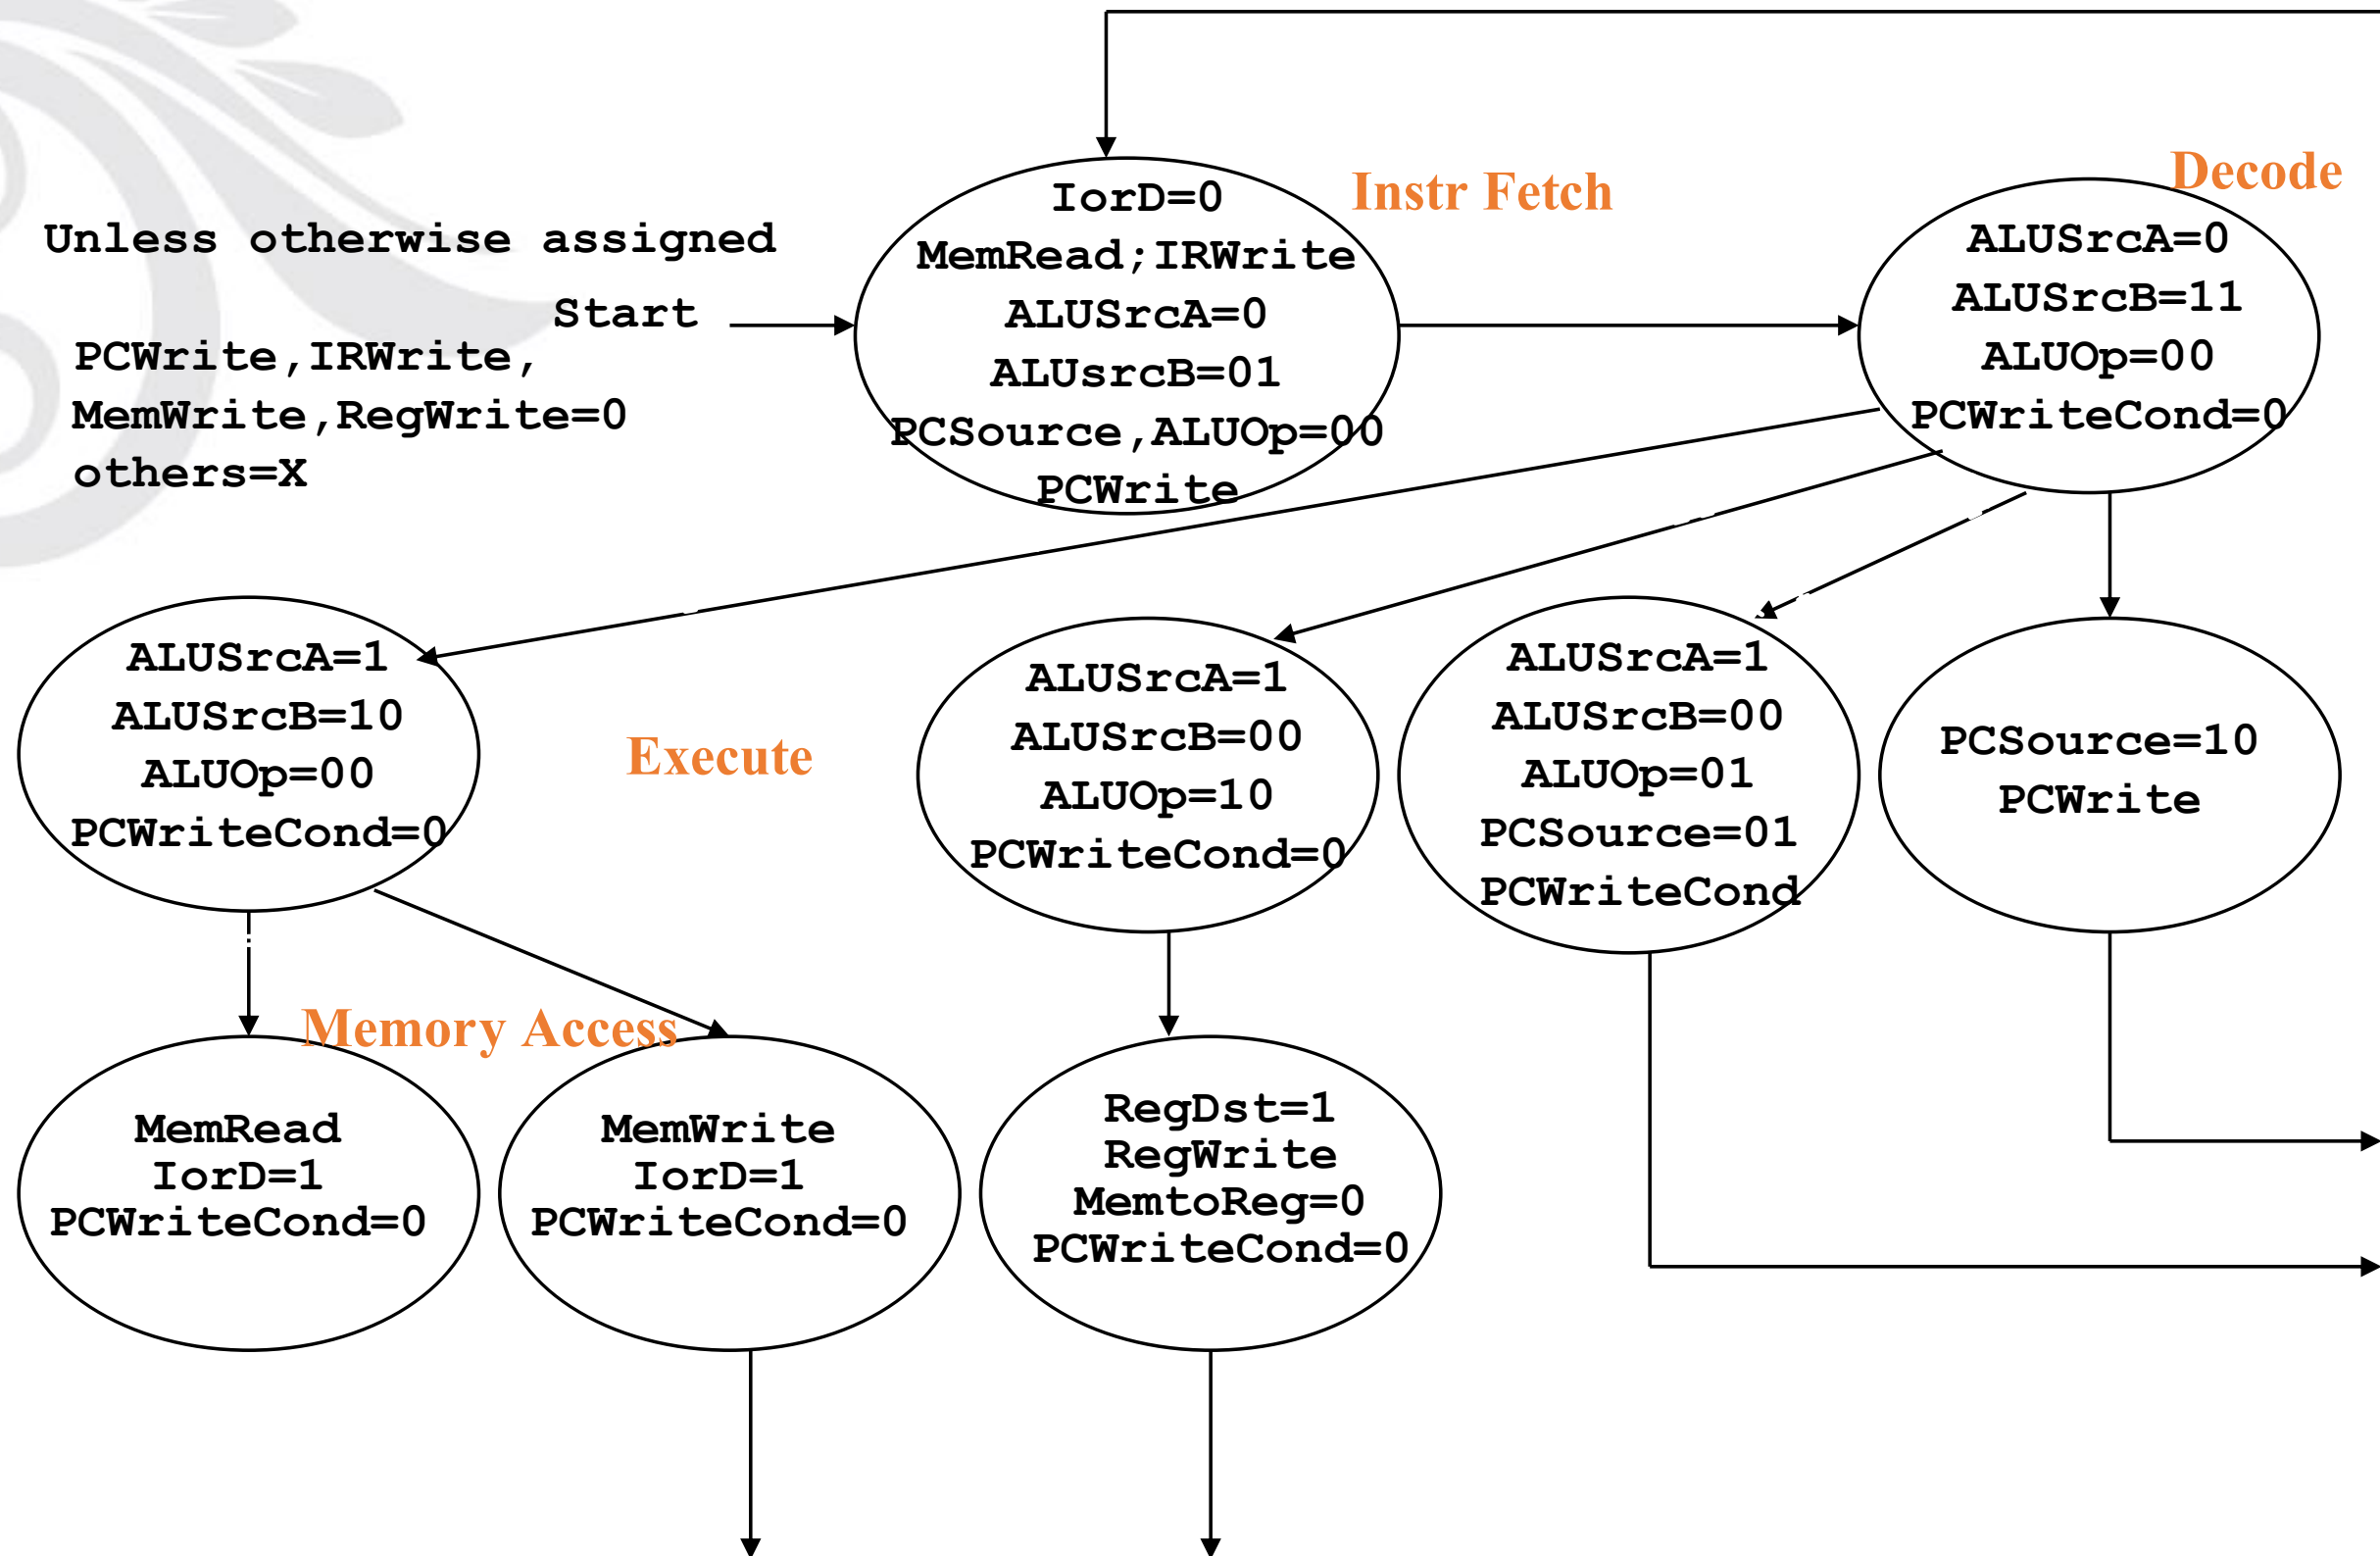 Unless otherwise assigned
Start
PCWrite,IRWrite,
MemWrite,RegWrite=0
others=X
IorD=0
MemRead;IRWrite
ALUSrcA=0
ALUsrcB=01
PCSource,ALUOp=00
PCWrite
Instr Fetch
Decode
ALUSrcA=0
ALUSrcB=11
ALUOp=00
PCWriteCond=0
ALUSrcA=1
ALUSrcB=10
ALUOp=00
PCWriteCond=0
Execute
ALUSrcA=1
ALUSrcB=00
ALUOp=10
PCWriteCond=0
ALUSrcA=1
ALUSrcB=00
ALUOp=01
PCSource=01
PCWriteCond
PCSource=10
PCWrite
Memory Access
MemRead
IorD=1
PCWriteCond=0
MemWrite
IorD=1
PCWriteCond=0
RegDst=1
RegWrite
MemtoReg=0
PCWriteCond=0